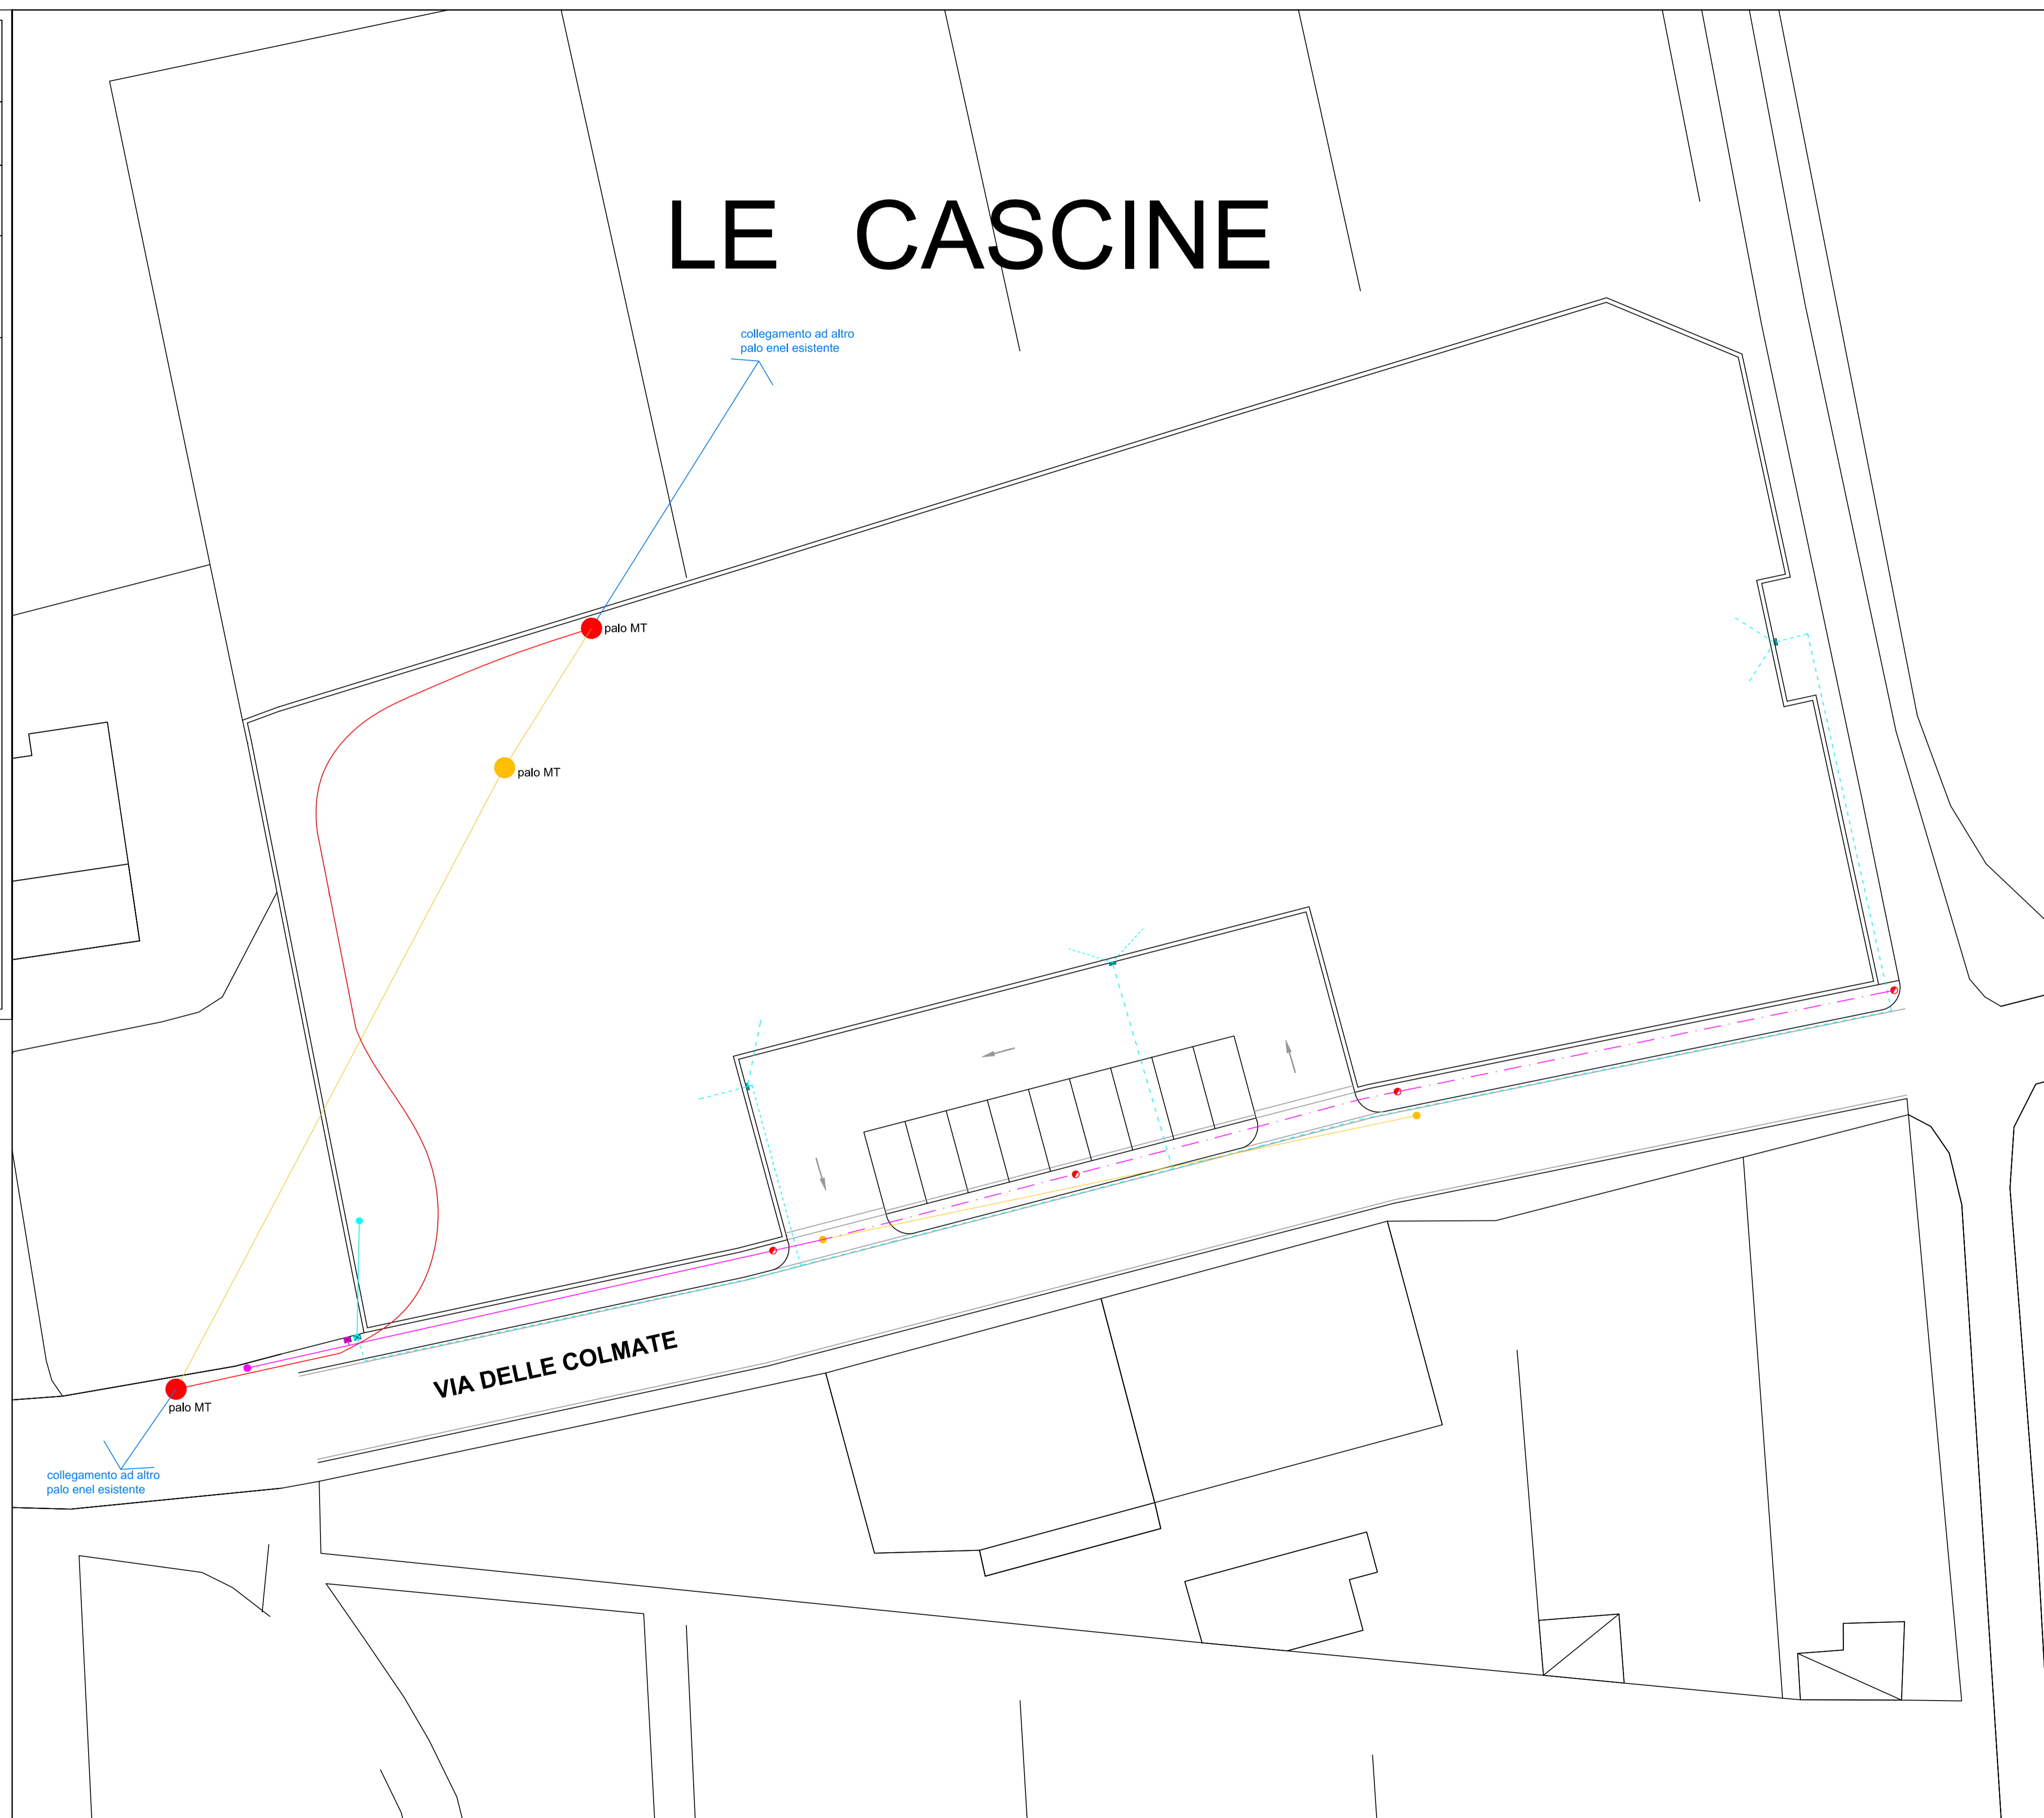 LE CASCINE
collegamento ad altro
palo enel esistente
palo MT
palo MT
VIA DELLE COLMATE
palo MT
collegamento ad altro
palo enel esistente